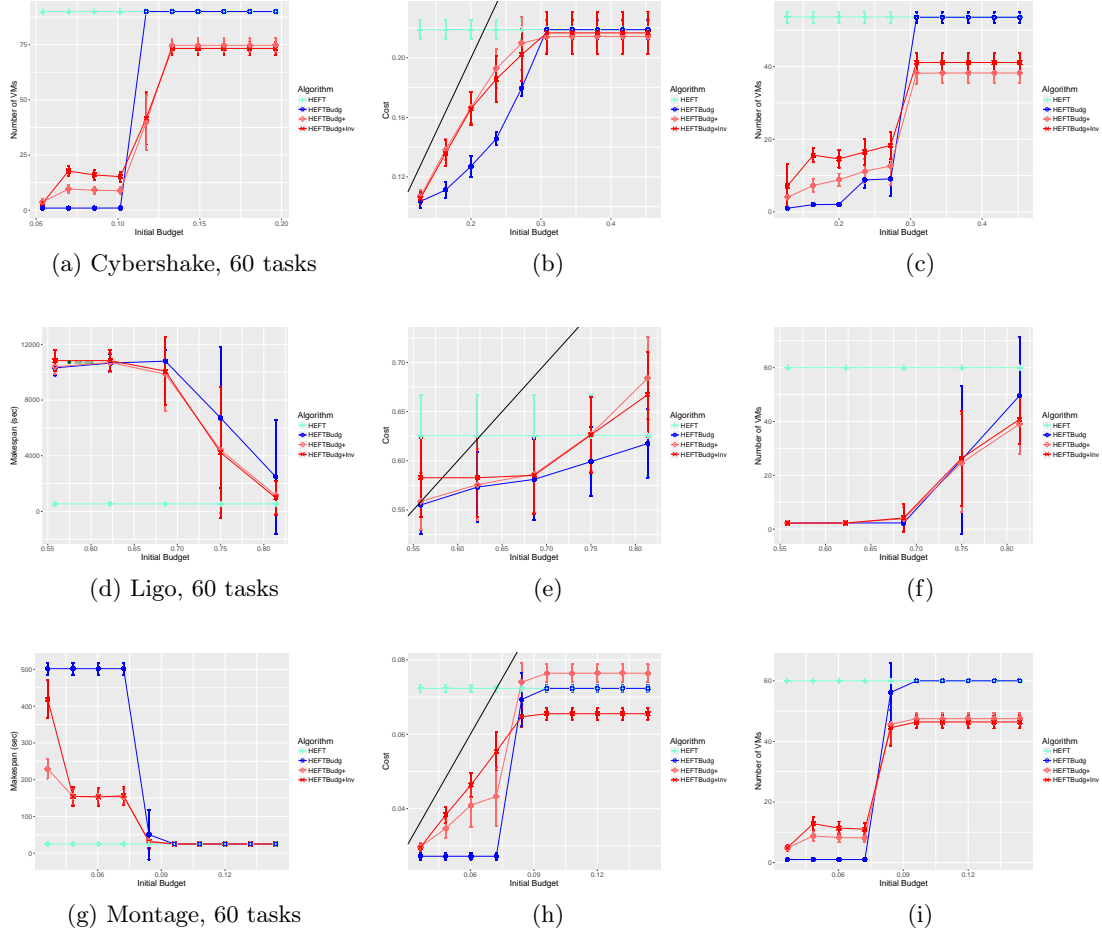 75
50
25
0
0.05
0.10
0.15
0.20
Number of VMs
Initial Budget
Algorithm
HEFT
HEFTBudg
HEFTBudg+
HEFTBudg+Inv
(a) Cybershake, 60 tasks
0.20
0.16
0.12
0.2
0.3
0.4
Cost
Initial Budget
Algorithm
HEFT
HEFTBudg
HEFTBudg+
HEFTBudg+Inv
(b)
40
20
0
0.2
0.3
0.4
Number of VMs
Initial Budget
Algorithm
HEFT
HEFTBudg
HEFTBudg+
HEFTBudg+Inv
(c)
12000
8000
4000
0
0.55
0.60
0.65
0.70
0.75
0.80
Makespan (sec)
Initial Budget
Algorithm
HEFT
HEFTBudg
HEFTBudg+
HEFTBudg+Inv
(d) Ligo, 60 tasks
0.70
0.65
0.60
0.55
0.55
0.60
0.65
0.70
0.75
0.80
Cost
Initial Budget
Algorithm
HEFT
HEFTBudg
HEFTBudg+
HEFTBudg+Inv
(e)
60
40
20
0
0.55
0.60
0.65
0.70
0.75
0.80
Number of VMs
Initial Budget
Algorithm
HEFT
HEFTBudg
HEFTBudg+
HEFTBudg+Inv
(f)
500
400
300
200
100
0
0.06
0.09
0.12
Makespan (sec)
Initial Budget
Algorithm
HEFT
HEFTBudg
HEFTBudg+
HEFTBudg+Inv
(g) Montage, 60 tasks
0.08
0.06
0.04
0.06
0.09
0.12
Cost
Initial Budget
Algorithm
HEFT
HEFTBudg
HEFTBudg+
HEFTBudg+Inv
(h)
60
40
20
0
0.06
0.09
0.12
Number of VMs
Initial Budget
Algorithm
HEFT
HEFTBudg
HEFTBudg+
HEFTBudg+Inv
(i)